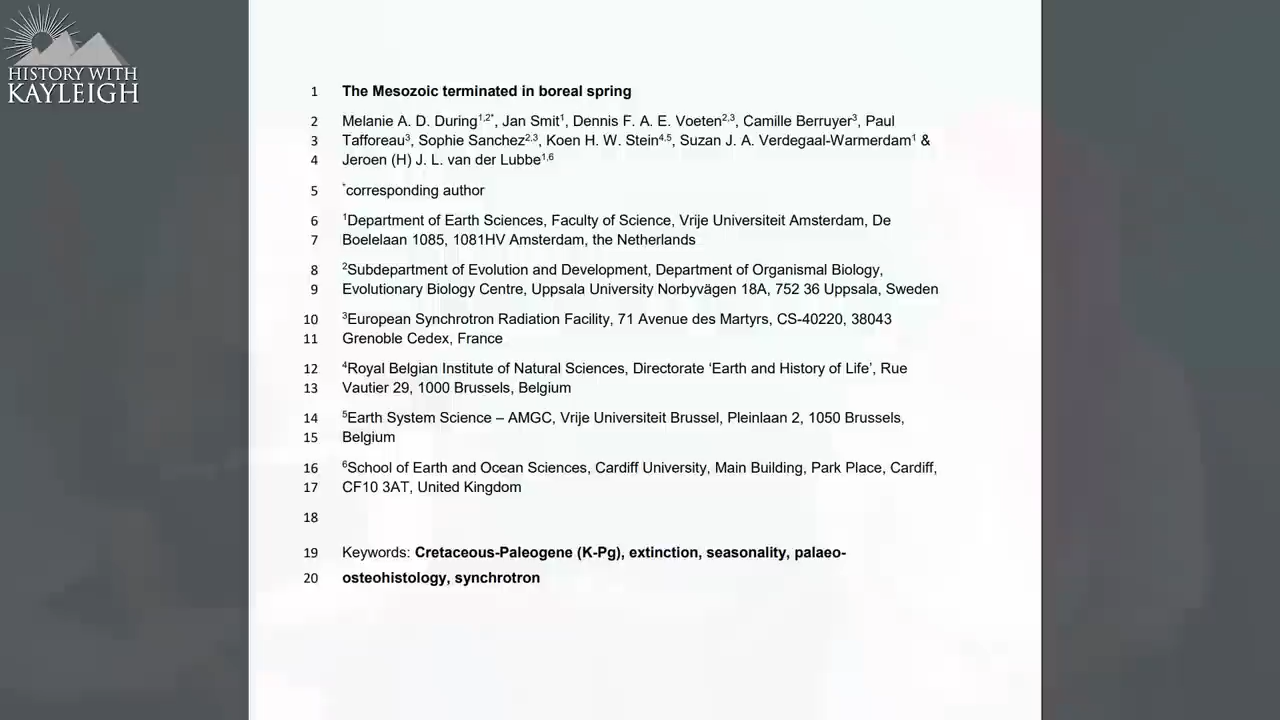 HISTORY WITH
KAYLEIGH
1 The Mesozoic terminated in boreal spring
2 Melanie A. D. During1,2*, Jan Smit1, Dennis F. A. E. Voeten2,3, Camille Berruyer3, Paul
3 Tafforeau3, Sophie Sanchez2,3, Koen H. W. Stein4,5, Suzan J. A. Verdegaal-Warmerdam1 &
4 Jeroen (H) J. L. van der Lubbe1,6
5 *corresponding author
6 1Department of Earth Sciences, Faculty of Science, Vrije Universiteit Amsterdam, De
7 Boelelaan 1085, 1081HV Amsterdam, the Netherlands
8 2Subdepartment of Evolution and Development, Department of Organismal Biology,
9 Evolutionary Biology Centre, Uppsala University Norbyvägen 18A, 752 36 Uppsala, Sweden
10 3European Synchrotron Radiation Facility, 71 Avenue des Martyrs, CS-40220, 38043
11 Grenoble Cedex, France
12 4Royal Belgian Institute of Natural Sciences, Directorate ‘Earth and History of Life’, Rue
13 Vautier 29, 1000 Brussels, Belgium
14 5Earth System Science – AMGC, Vrije Universiteit Brussel, Pleinlaan 2, 1050 Brussels,
15 Belgium
16 6School of Earth and Ocean Sciences, Cardiff University, Main Building, Park Place, Cardiff,
17 CF10 3AT, United Kingdom
18
19 Keywords: Cretaceous-Paleogene (K-Pg), extinction, seasonality, palaeo-
20 osteohistology, synchrotron